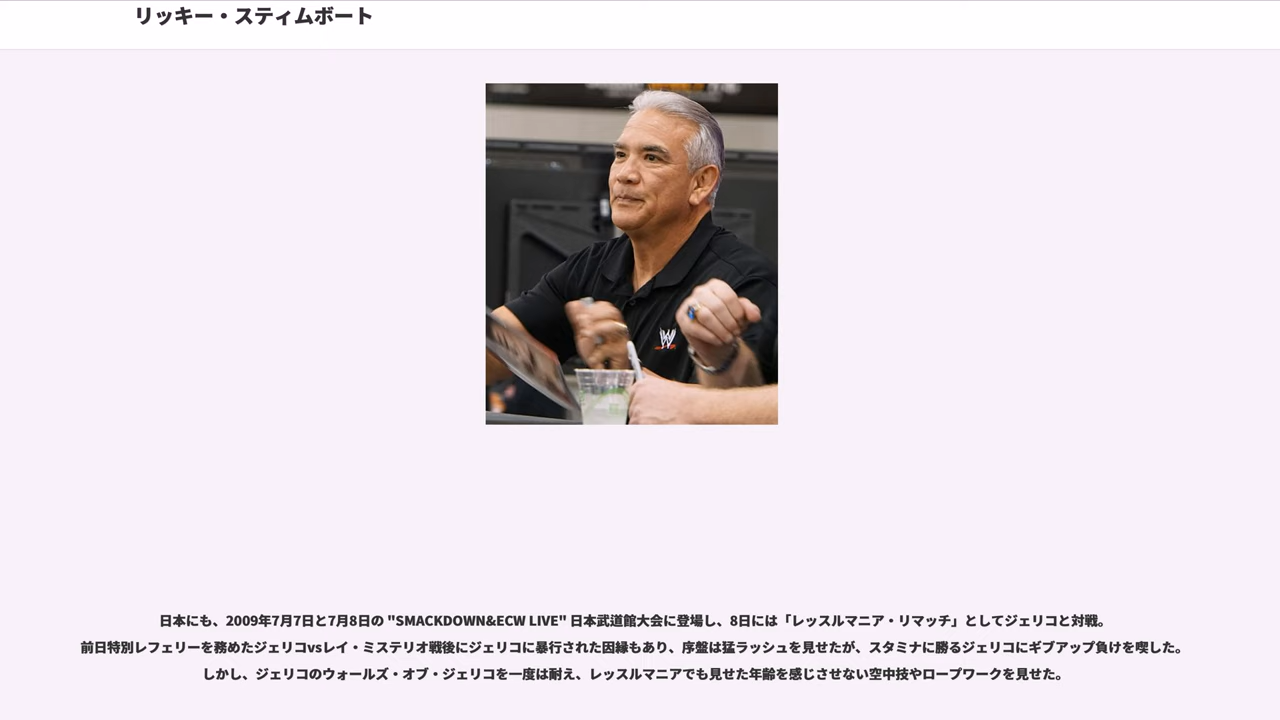 リッキー・スティムボート
日本にも、2009年7月7日と7月8日の "SMACKDOWN&ECW LIVE" 日本武道館大会に登場し、8日には「レッスルマニア・リマッチ」としてジェリコと対戦。
前日特別レフェリーを務めたジェリコvsレイ・ミステリオ戦後にジェリコに暴行された因縁もあり、序盤は猛ラッシュを見せたが、スタミナに勝るジェリコにギブアップ負けを喫した。
しかし、ジェリコのウォールズ・オブ・ジェリコを一度は耐え、レッスルマニアでも見せた年齢を感じさせない空中技やロープワークを見せた。